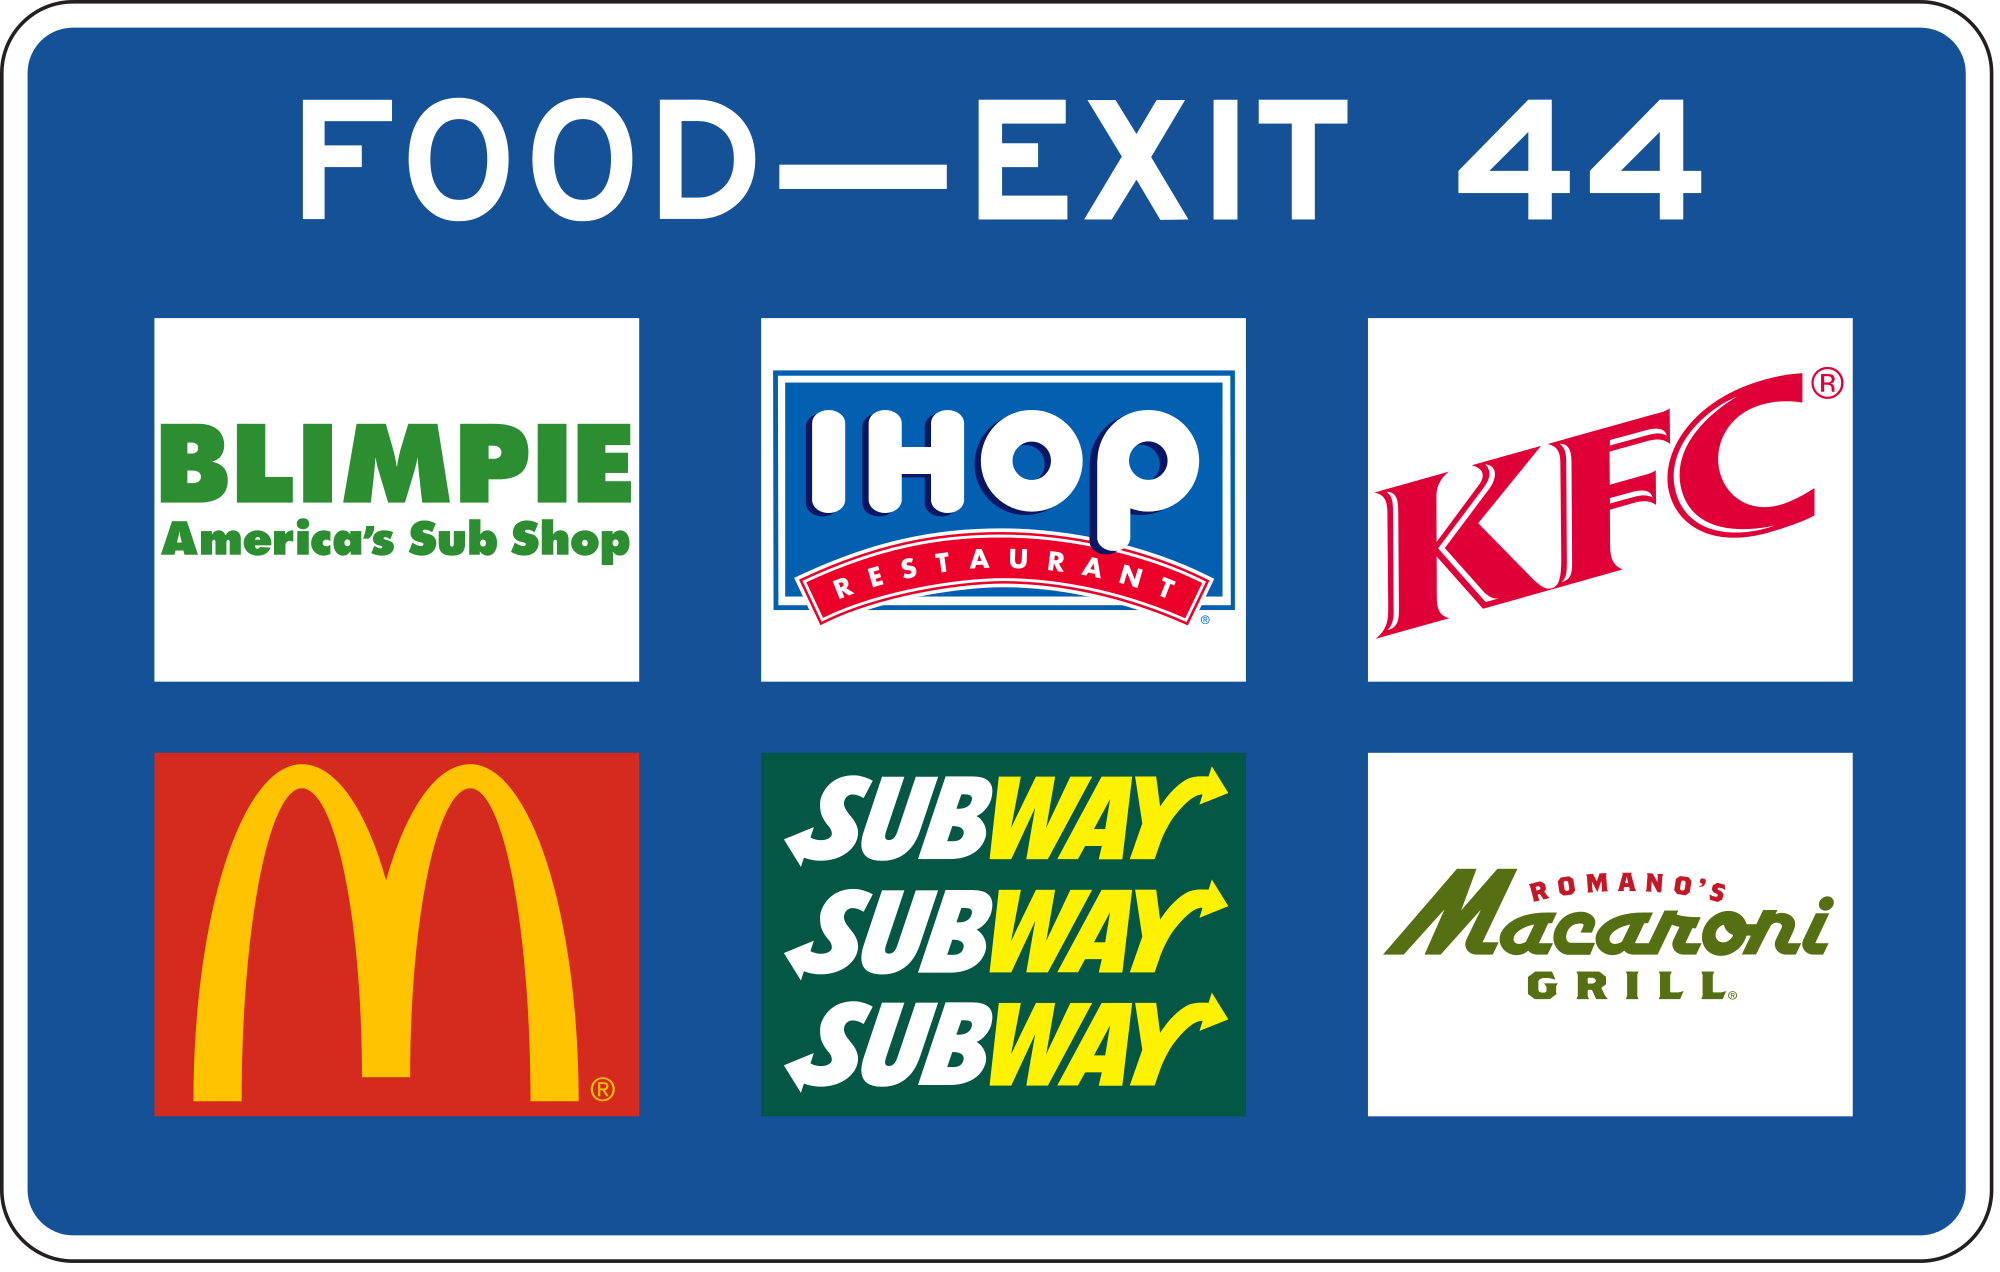 FOOD—EXIT 44
BLIMPIE
America's Sub Shop
IHOP
RESTAURANT
®
KFC®
M
®
SUBWAY
SUBWAY
SUBWAY
ROMANO'S
Macaroni
GRILL®